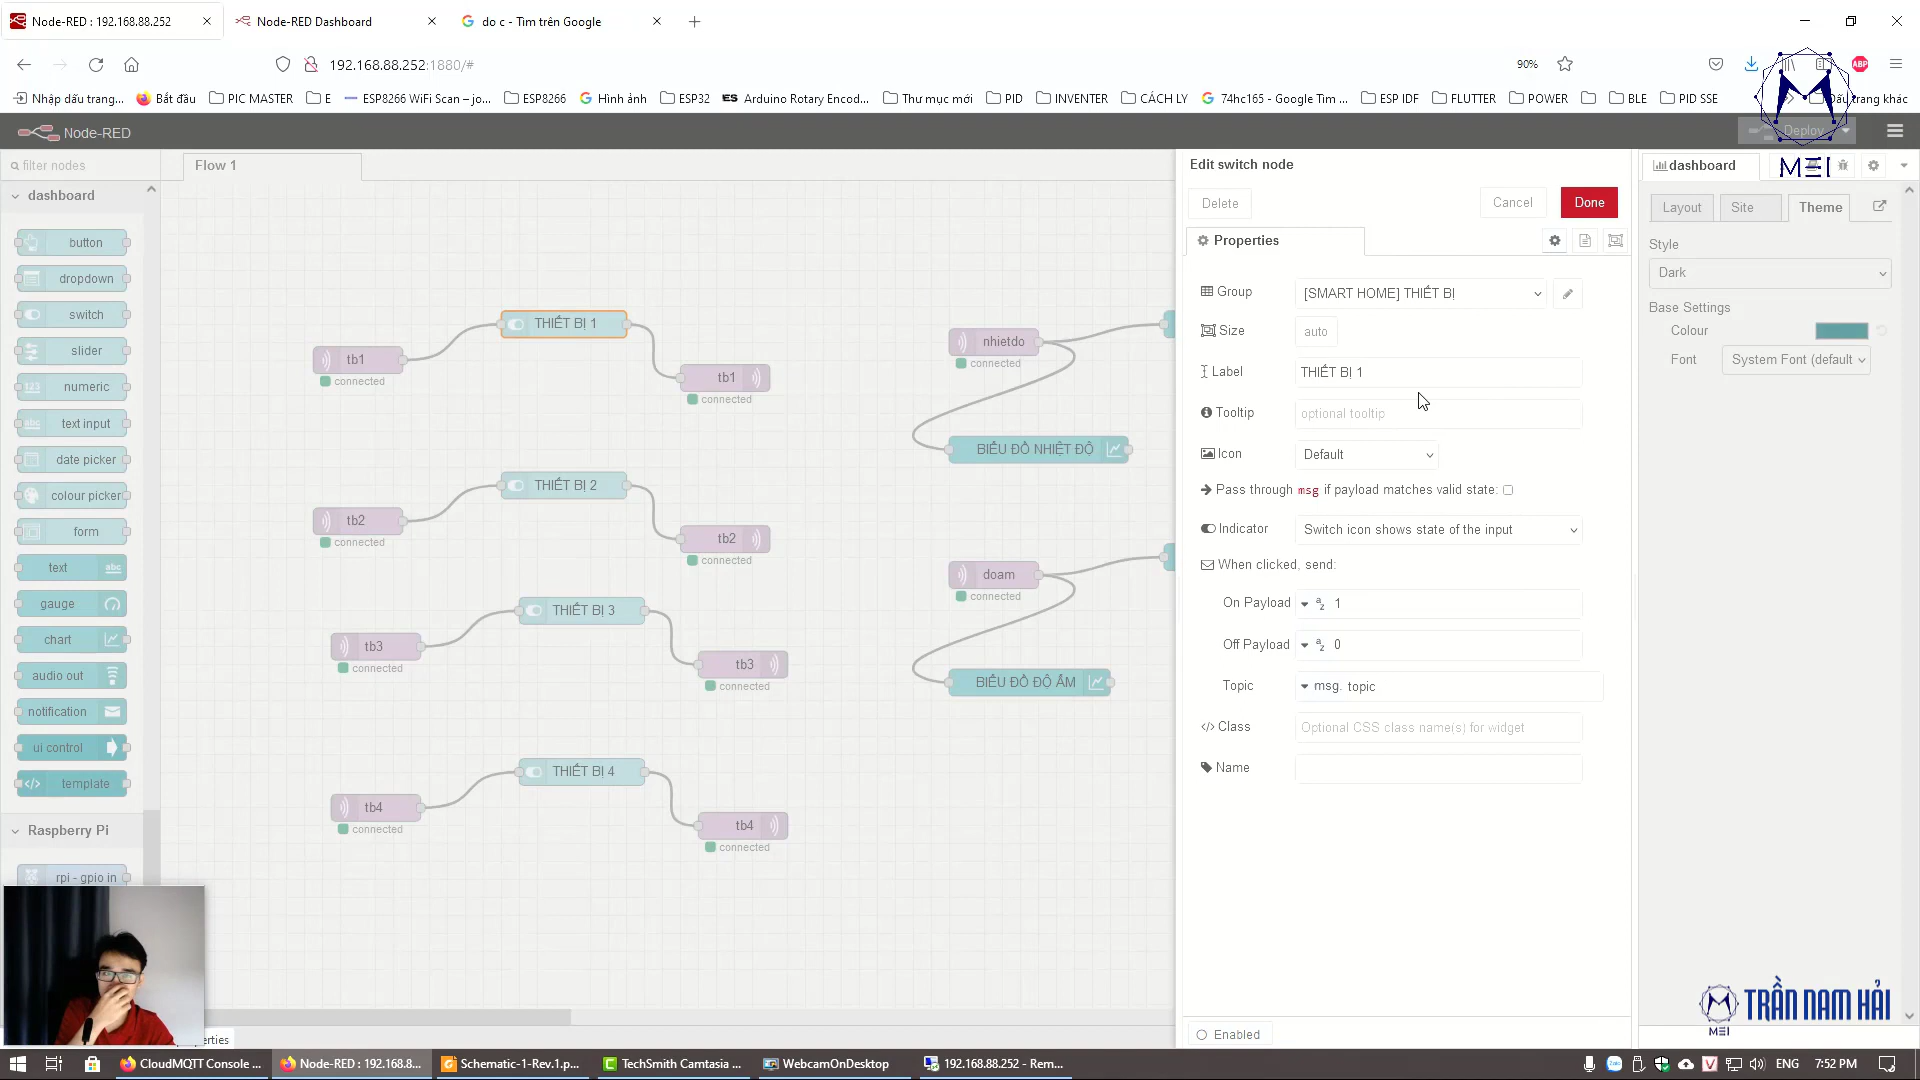 Node-RED : 192.168.88.252
Node-RED Dashboard
do c - Tìm trên Google
192.168.88.252:1880/#
90%
Nhập dấu trang...
Bắt đầu
PIC MASTER
E
ESP8266 WiFi Scan – jo...
ESP8266
Hình ảnh
ESP32
Arduino Rotary Encod...
Thư mục mới
PID
INVENTER
CÁCH LY
74hc165 - Google Tìm ...
ESP IDF
FLUTTER
POWER
BLE
PID SSE
Dấu trang khác
ABP
Node-RED
Deploy
MEI
filter nodes
Flow 1
dashboard
button
dropdown
switch
slider
numeric
text input
date picker
colour picker
form
text
gauge
chart
audio out
notification
ui control
template
Raspberry Pi
rpi - gpio in
tb1
connected
THIẾT BỊ 1
tb1
connected
tb2
connected
THIẾT BỊ 2
tb2
connected
tb3
connected
THIẾT BỊ 3
tb3
connected
tb4
connected
THIẾT BỊ 4
tb4
connected
nhietdo
connected
BIỂU ĐỒ NHIỆT ĐỘ
doam
connected
BIỂU ĐỒ ĐỘ ẨM
Edit switch node
Delete
Cancel
Done
Properties
Group
[SMART HOME] THIẾT BỊ
Size
auto
Label
THIẾT BỊ 1
Tooltip
optional tooltip
Icon
Default
Pass through msg if payload matches valid state:
Indicator
Switch icon shows state of the input
When clicked, send:
On Payload
1
Off Payload
0
Topic
msg. topic
Class
Optional CSS class name(s) for widget
Name
Enabled
dashboard
Layout
Site
Theme
Style
Dark
Base Settings
Colour
Font
System Font (default
MEI
TRẦN NAM HẢI
CloudMQTT Console ...
Node-RED : 192.168.8...
Schematic-1-Rev.1.p...
TechSmith Camtasia ...
WebcamOnDesktop
192.168.88.252 - Rem...
ENG
7:52 PM